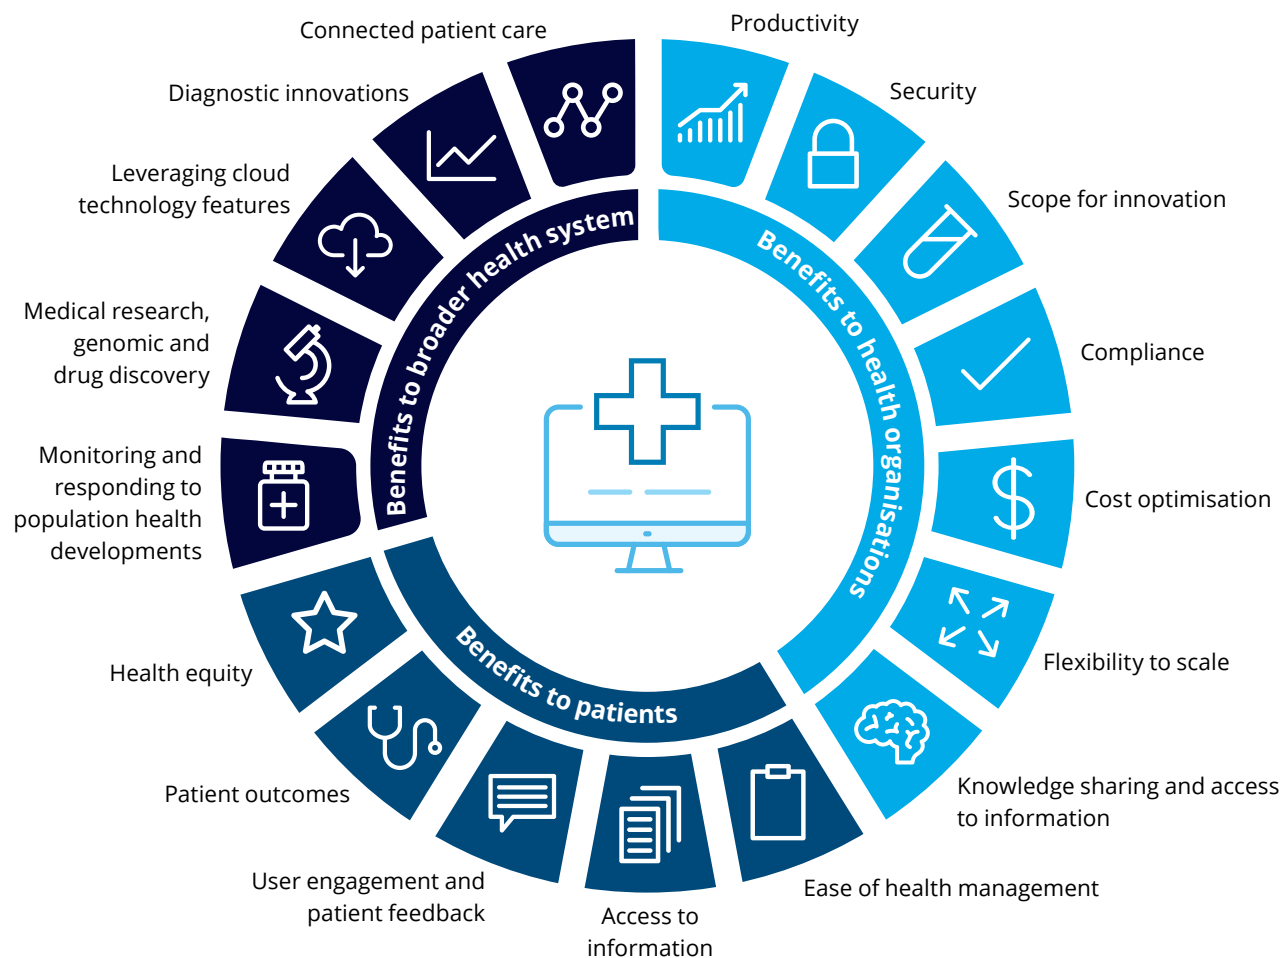 Connected patient care
Productivity
Diagnostic innovations
Security
Leveraging cloud
technology features
Scope for innovation
Medical research,
genomic and
drug discovery
Compliance
Monitoring and
responding to
population health
developments
Cost optimisation
Health equity
Flexibility to scale
Patient outcomes
Knowledge sharing and access
to information
User engagement and
patient feedback
Ease of health management
Access to
information
Benefits to broader health system
Benefits to health organisations
Benefits to patients